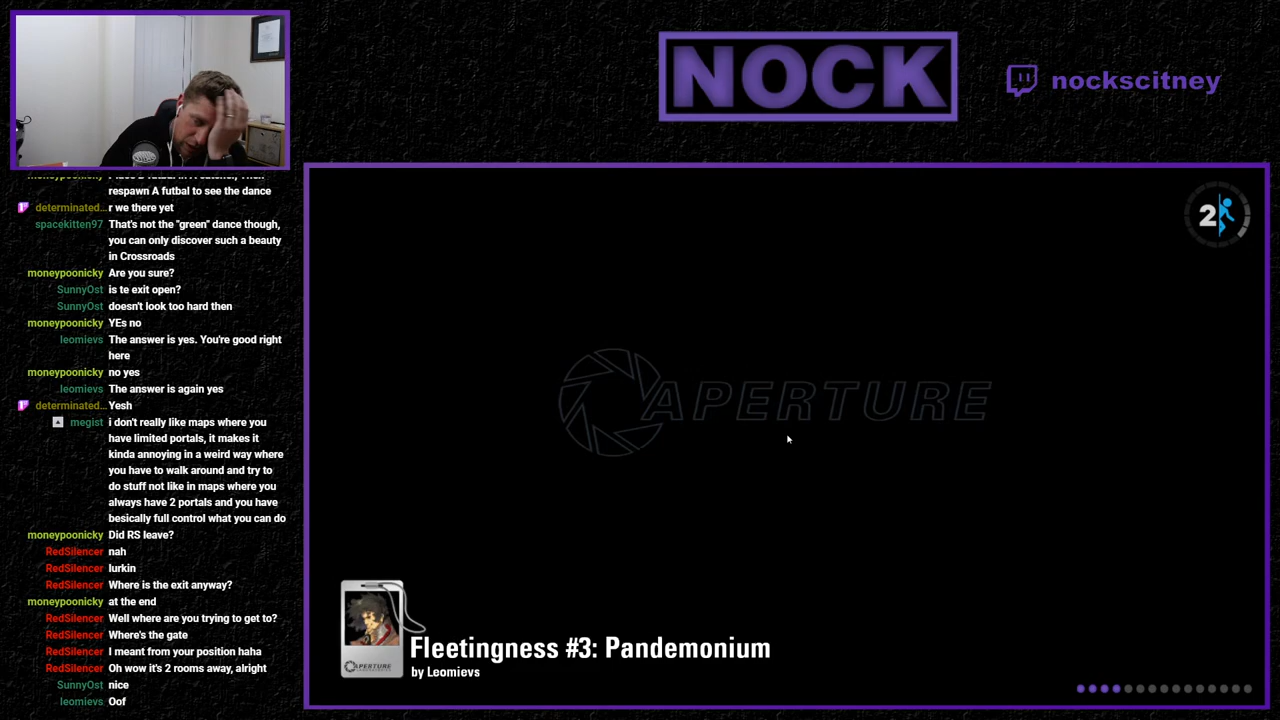 NOCK
nockscitney
respawn A futbal to see the dance
determinated... r we there yet
spacekitten97 That's not the "green" dance though,
you can only discover such a beauty
in Crossroads
moneypoonicky Are you sure?
SunnyOst is te exit open?
SunnyOst doesn't look too hard then
moneypoonicky YEs no
leomievs The answer is yes. You're good right
here
moneypoonicky no yes
leomievs The answer is again yes
determinated... Yesh
megist i don't really like maps where you
have limited portals, it makes it
kinda annoying in a weird way where
you have to walk around and try to
do stuff not like in maps where you
always have 2 portals and you have
besically full control what you can do
moneypoonicky Did RS leave?
RedSilencer nah
RedSilencer lurkin
RedSilencer Where is the exit anyway?
moneypoonicky at the end
RedSilencer Well where are you trying to get to?
RedSilencer Where's the gate
RedSilencer I meant from your position haha
RedSilencer Oh wow it's 2 rooms away, alright
SunnyOst nice
leomievs Oof
2
APERTURE
APERTURE
Fleetingness #3: Pandemonium
by Leomievs